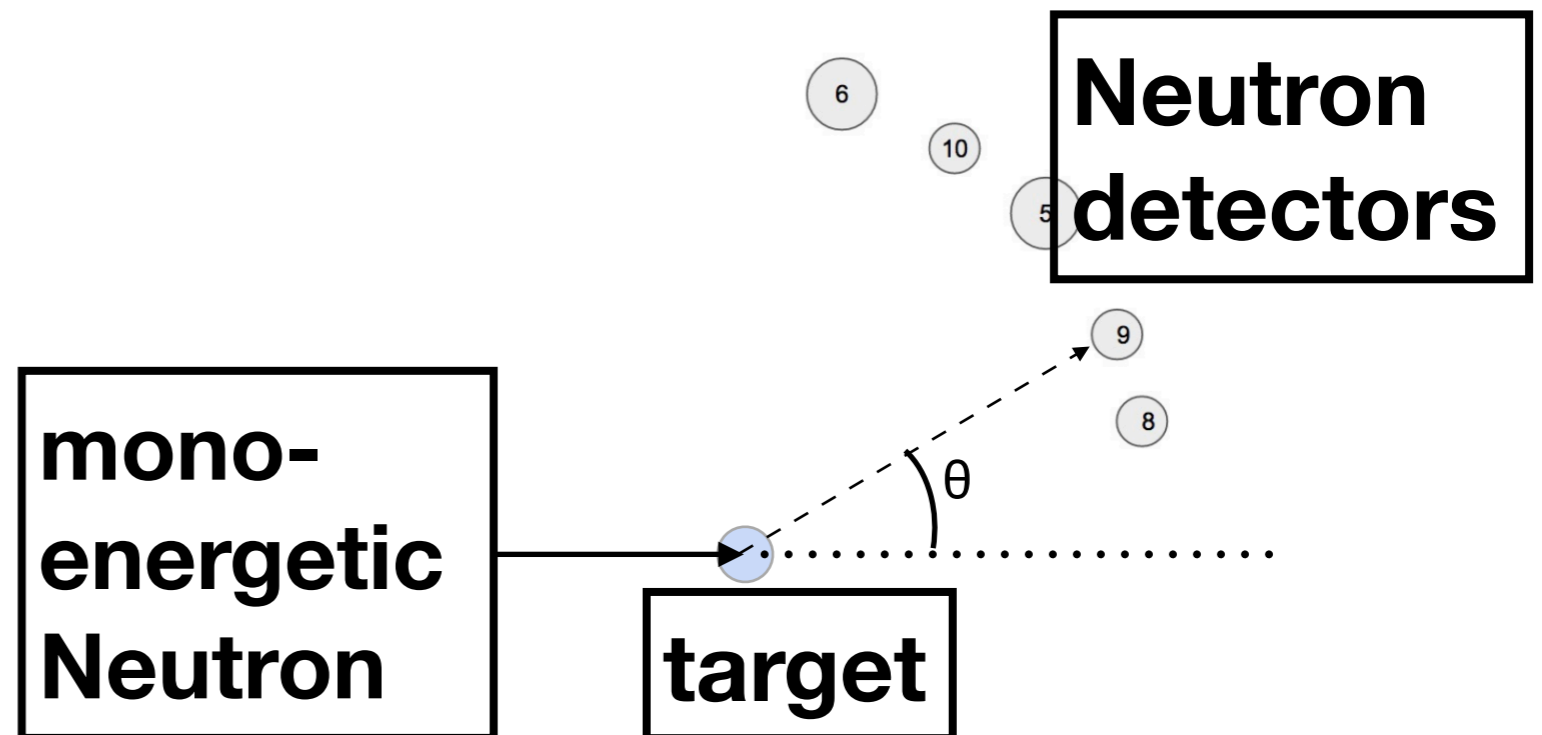 6
10
Neutron
5
detectors
9
8
mono-
energetic
Neutron
θ
target